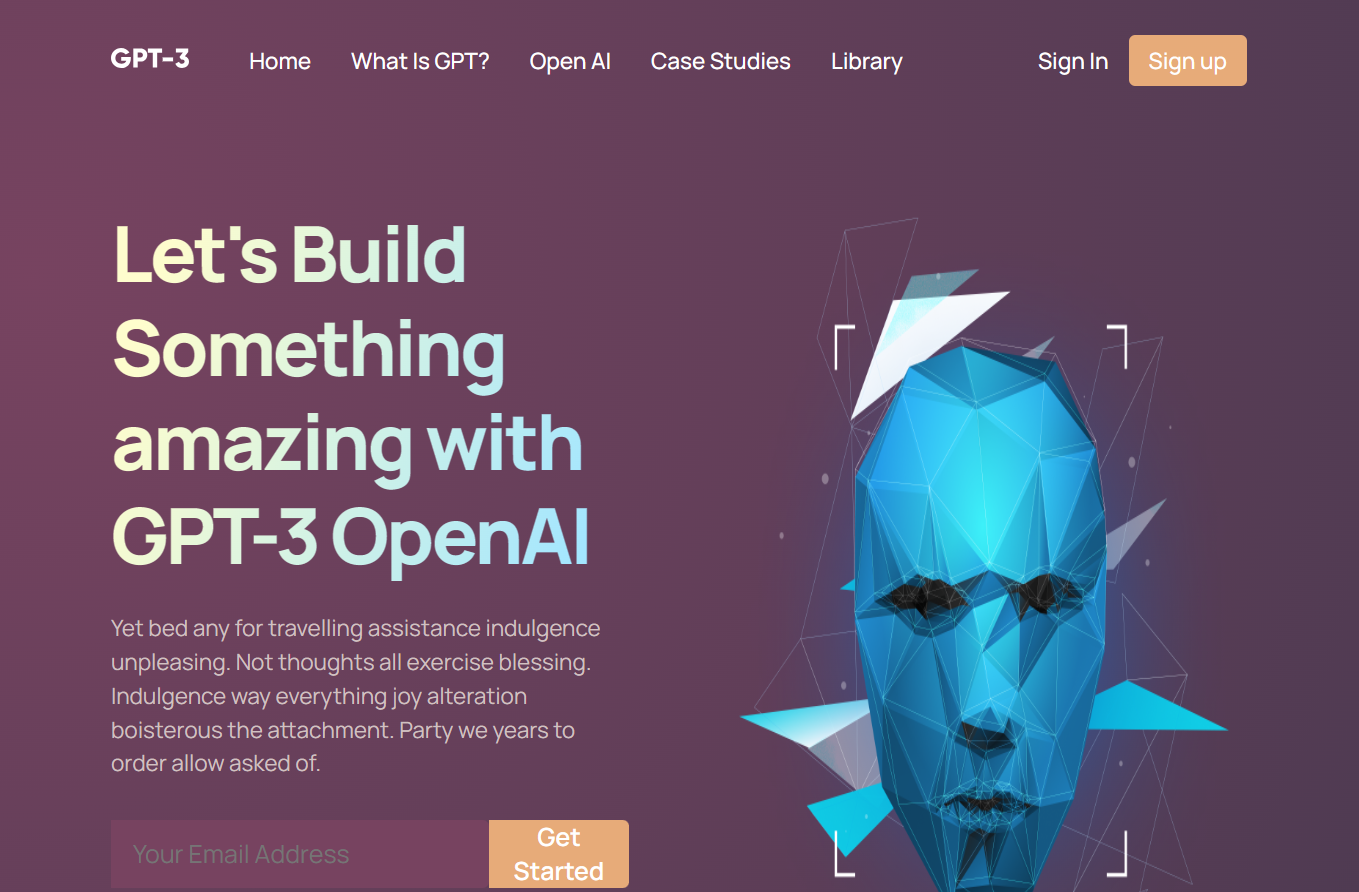 GPT-3
Home
What Is GPT?
Open AI
Case Studies
Library
Sign In
Sign up
Let's Build
Something
amazing with
GPT-3 OpenAI
Yet bed any for travelling assistance indulgence
unpleasing. Not thoughts all exercise blessing.
Indulgence way everything joy alteration
boisterous the attachment. Party we years to
order allow asked of.
Your Email Address
Get
Started